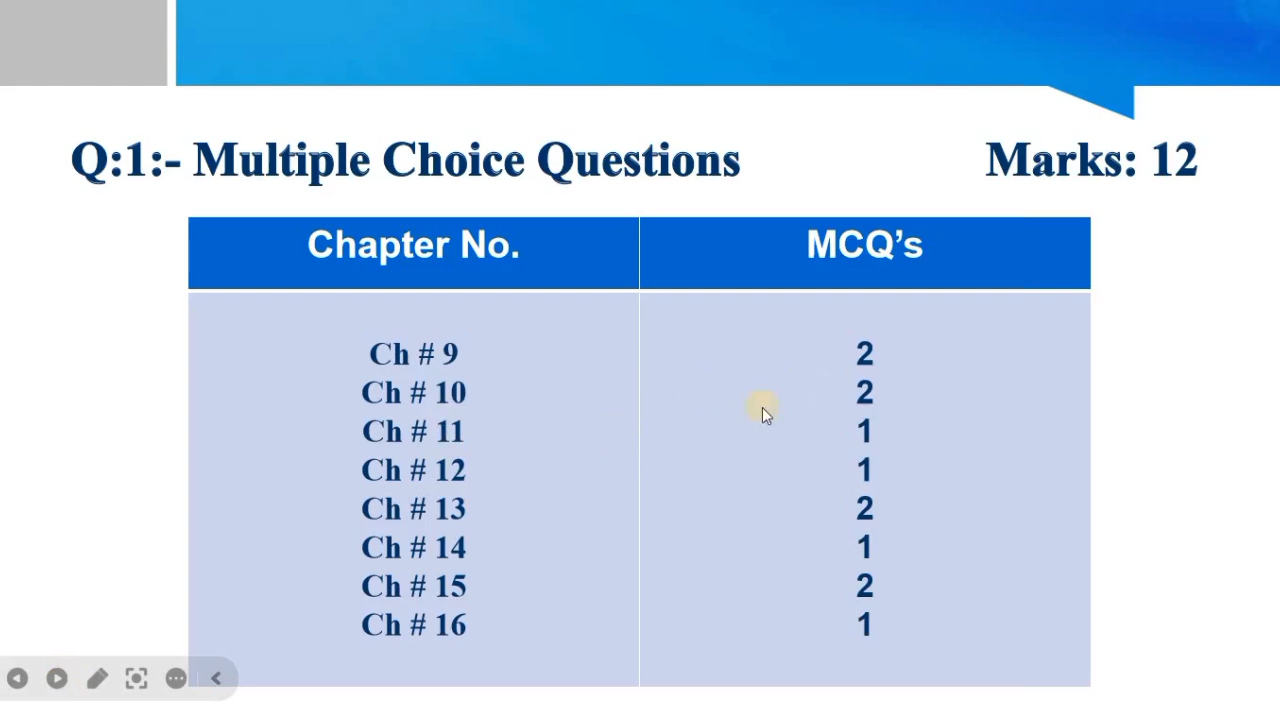 Q:1:- Multiple Choice Questions Marks: 12
Chapter No. MCQ’s
Ch # 9 2
Ch # 10 2
Ch # 11 1
Ch # 12 1
Ch # 13 2
Ch # 14 1
Ch # 15 2
Ch # 16 1